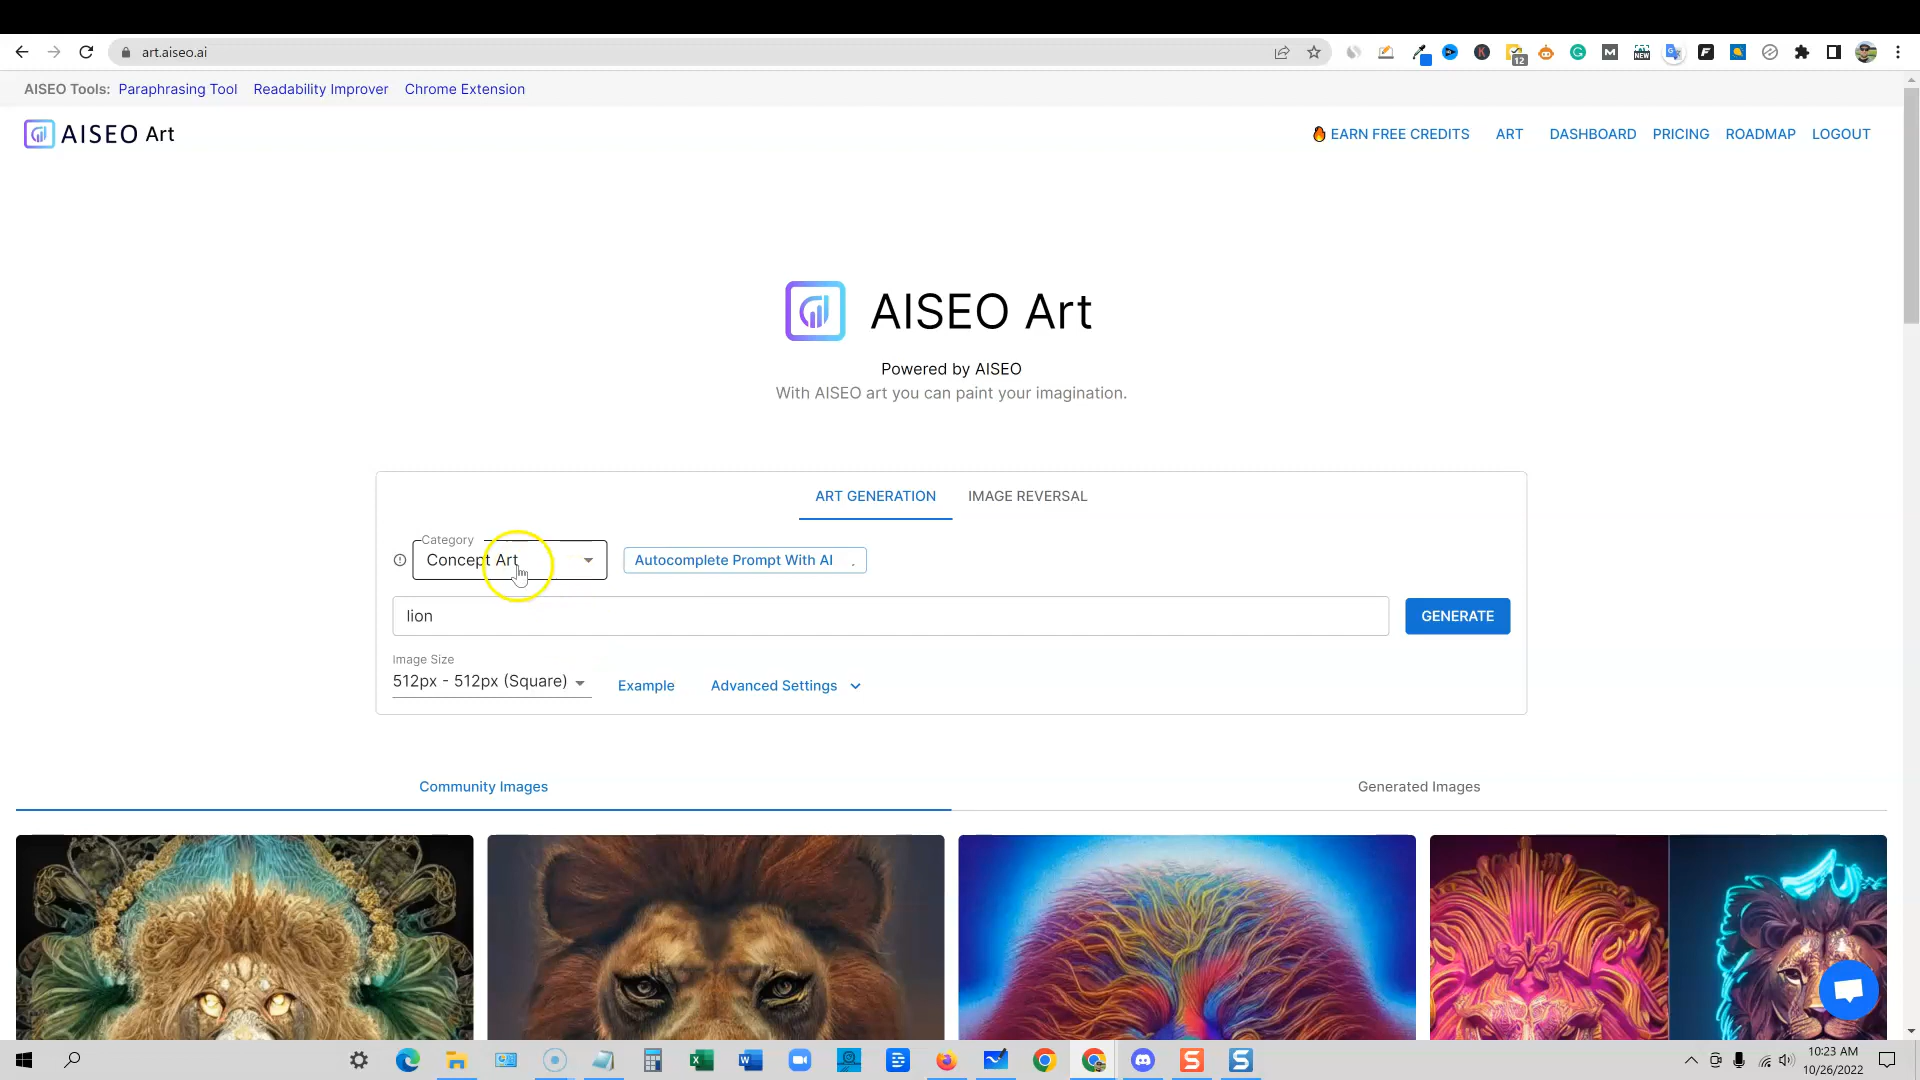 art.aiseo.ai
12
NEW
AISEO Tools: Paraphrasing Tool Readability Improver Chrome Extension
AISEO Art
EARN FREE CREDITS ART DASHBOARD PRICING ROADMAP LOGOUT
AISEO Art
Powered by AISEO
With AISEO art you can paint your imagination.
ART GENERATION IMAGE REVERSAL
Category
Concept Art
Autocomplete Prompt With AI
lion
GENERATE
Image Size
512px - 512px (Square)
Example
Advanced Settings
Community Images
Generated Images
10:23 AM
10/26/2022